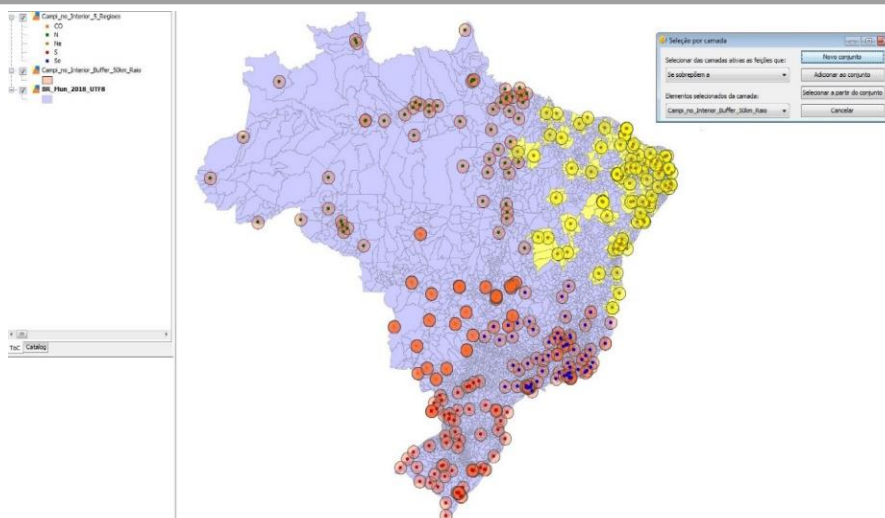 Campi_no_Interior_5_Regioes
CO
N
Ne
S
Se
Campi_no_Interior_Buffer_50km_Raio
BR_Mun_2018_UTF8
ToC
Catalog
Seleção por camada
Selecionar das camadas ativas as feições que:
Se sobrepõem a
Elementos selecionados da camada:
Campi_no_Interior_Buffer_50km_Raio
Novo conjunto
Adicionar ao conjunto
Selecionar a partir do conjunto
Cancelar